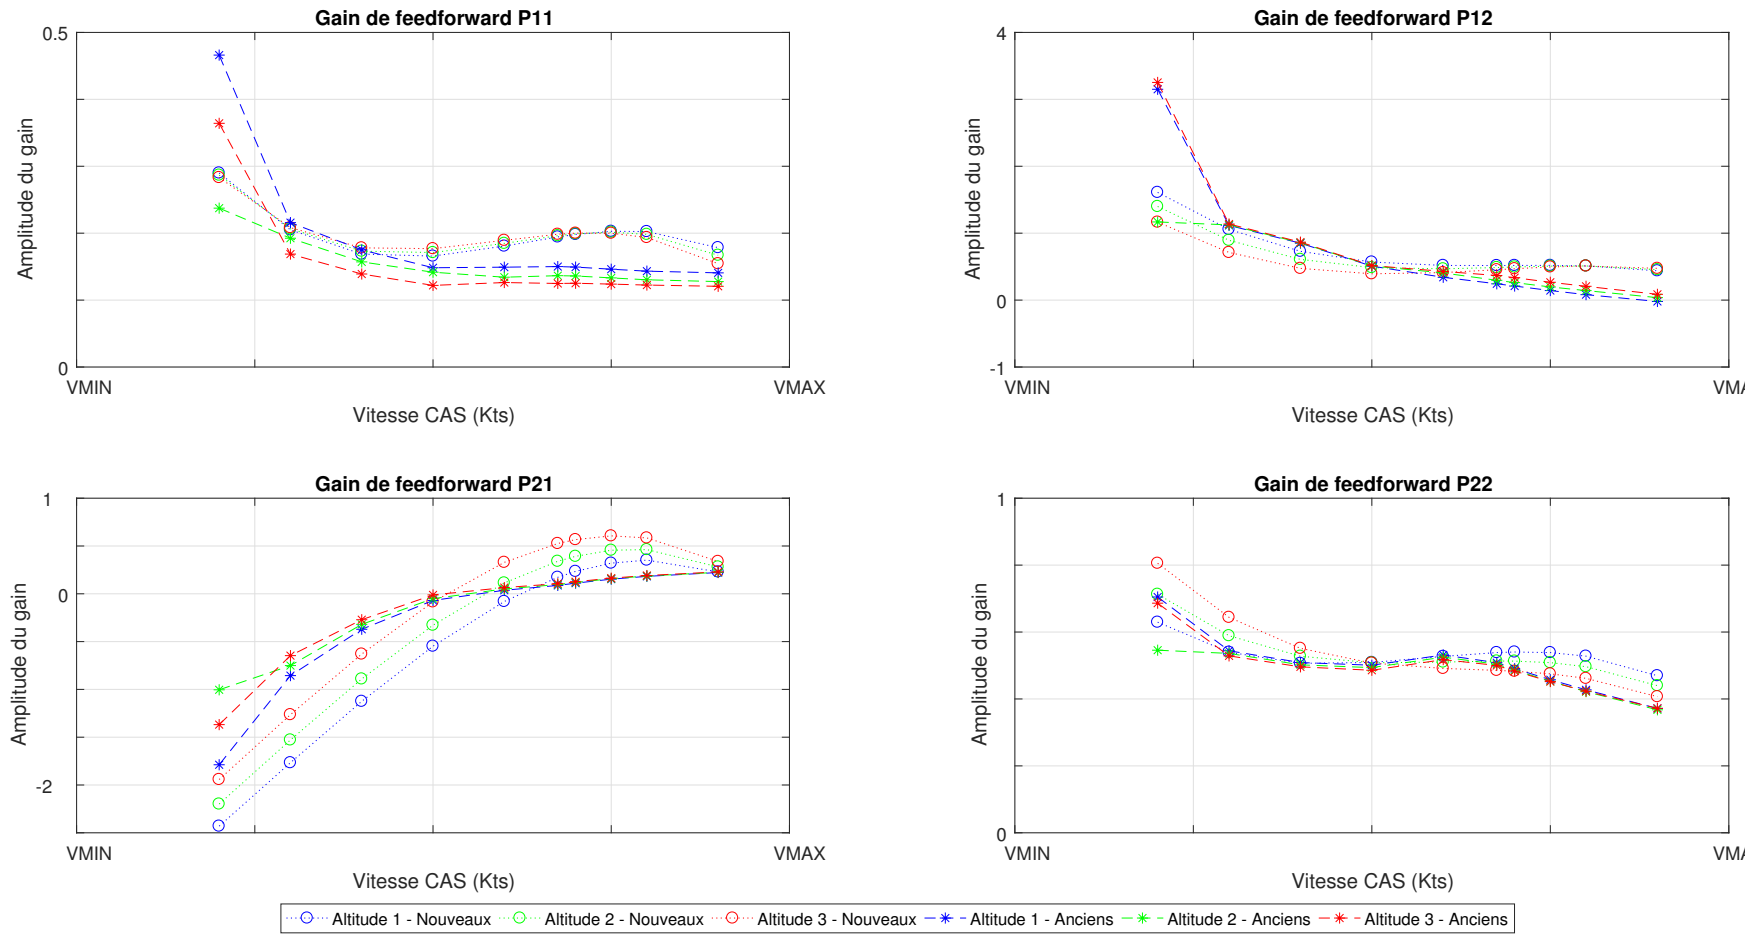 Gain de feedforward P11
0.5
0
Amplitude du gain
VMIN
VMAX
Vitesse CAS (Kts)
Gain de feedforward P12
4
0
-1
Amplitude du gain
VMIN
VMA
Vitesse CAS (Kts)
Gain de feedforward P21
1
0
-2
Amplitude du gain
VMIN
VMAX
Vitesse CAS (Kts)
Gain de feedforward P22
1
0
Amplitude du gain
VMIN
VMA
Vitesse CAS (Kts)
Altitude 1 - Nouveaux Altitude 2 - Nouveaux Altitude 3 - Nouveaux Altitude 1 - Anciens Altitude 2 - Anciens Altitude 3 - Anciens